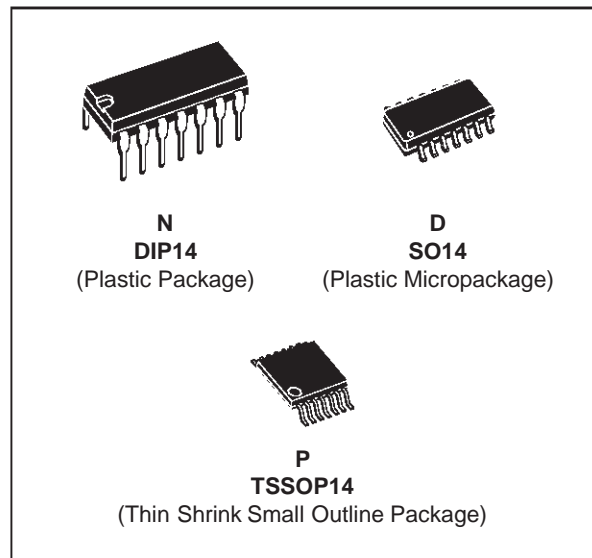 N
DIP14
(Plastic Package)
D
SO14
(Plastic Micropackage)
P
TSSOP14
(Thin Shrink Small Outline Package)